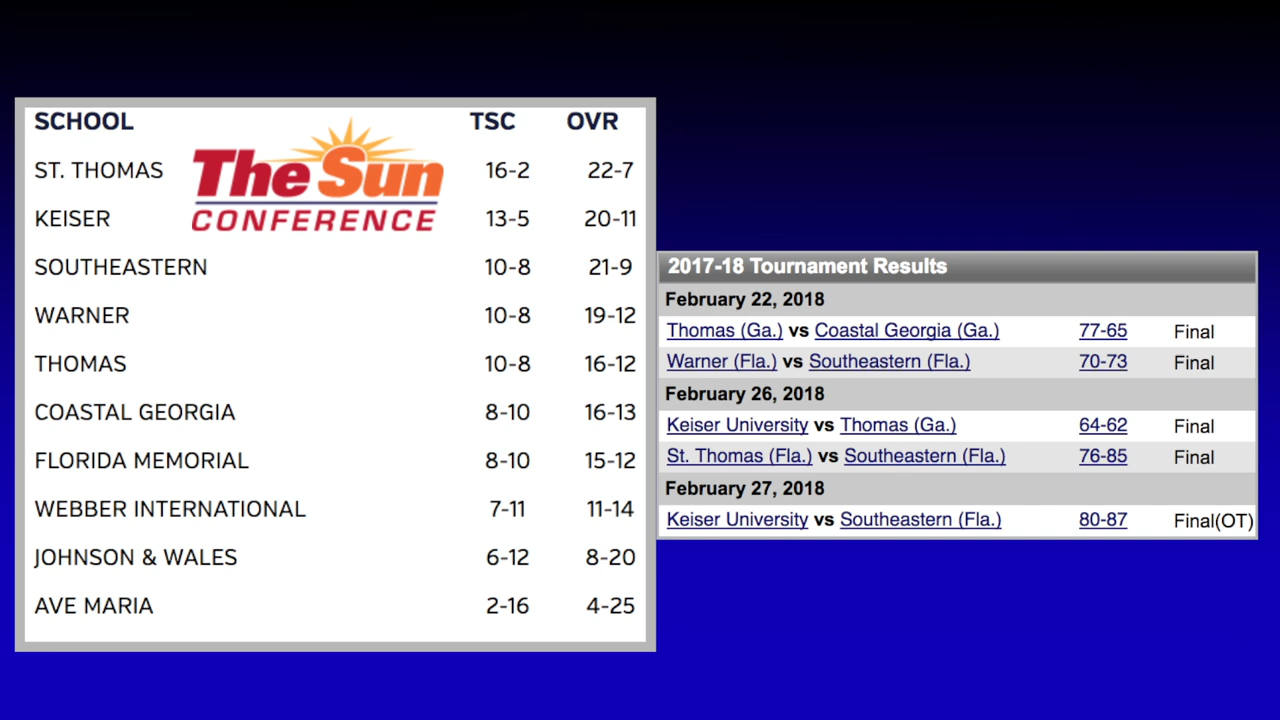 SCHOOL TSC OVR
The Sun
CONFERENCE
ST. THOMAS 16-2 22-7
KEISER 13-5 20-11
SOUTHEASTERN 10-8 21-9
WARNER 10-8 19-12
THOMAS 10-8 16-12
COASTAL GEORGIA 8-10 16-13
FLORIDA MEMORIAL 8-10 15-12
WEBBER INTERNATIONAL 7-11 11-14
JOHNSON & WALES 6-12 8-20
AVE MARIA 2-16 4-25
2017-18 Tournament Results
February 22, 2018
Thomas (Ga.) vs Coastal Georgia (Ga.) 77-65 Final
Warner (Fla.) vs Southeastern (Fla.) 70-73 Final
February 26, 2018
Keiser University vs Thomas (Ga.) 64-62 Final
St. Thomas (Fla.) vs Southeastern (Fla.) 76-85 Final
February 27, 2018
Keiser University vs Southeastern (Fla.) 80-87 Final(OT)